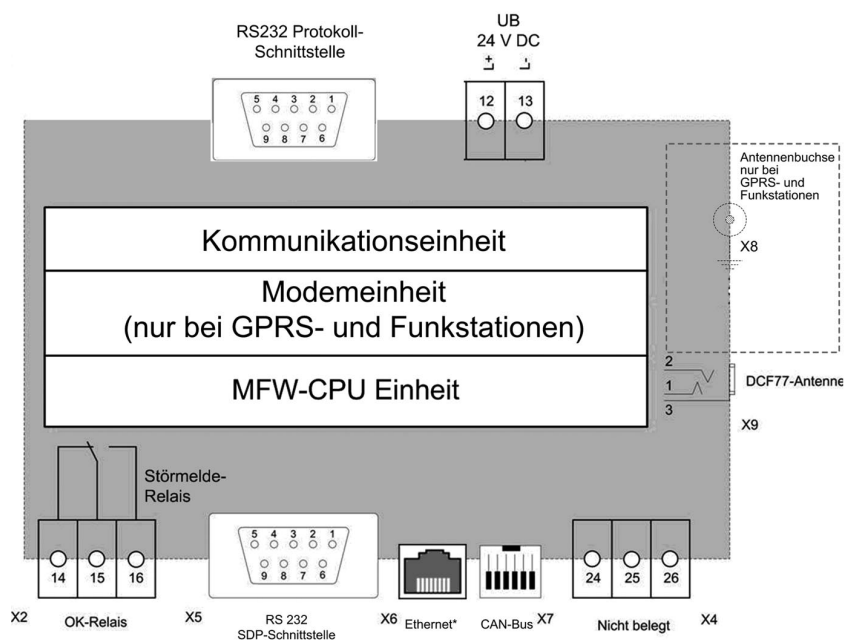 RS232 Protokoll-
Schnittstelle
UB
24 V DC
L+
L-
5 4 3 2 1
9 8 7 6
12
13
Antennenbuchse
nur bei
GPRS- und
Funkstationen
X8
Kommunikationseinheit
Modemeinheit
(nur bei GPRS- und Funkstationen)
MFW-CPU Einheit
2
1
3
DCF77-Antenne
X9
Störmelde-
Relais
14
15
16
5 4 3 2 1
9 8 7 6
24
25
26
X2
OK-Relais
X5
RS 232
SDP-Schnittstelle
X6
Ethernet*
CAN-Bus
X7
Nicht belegt
X4